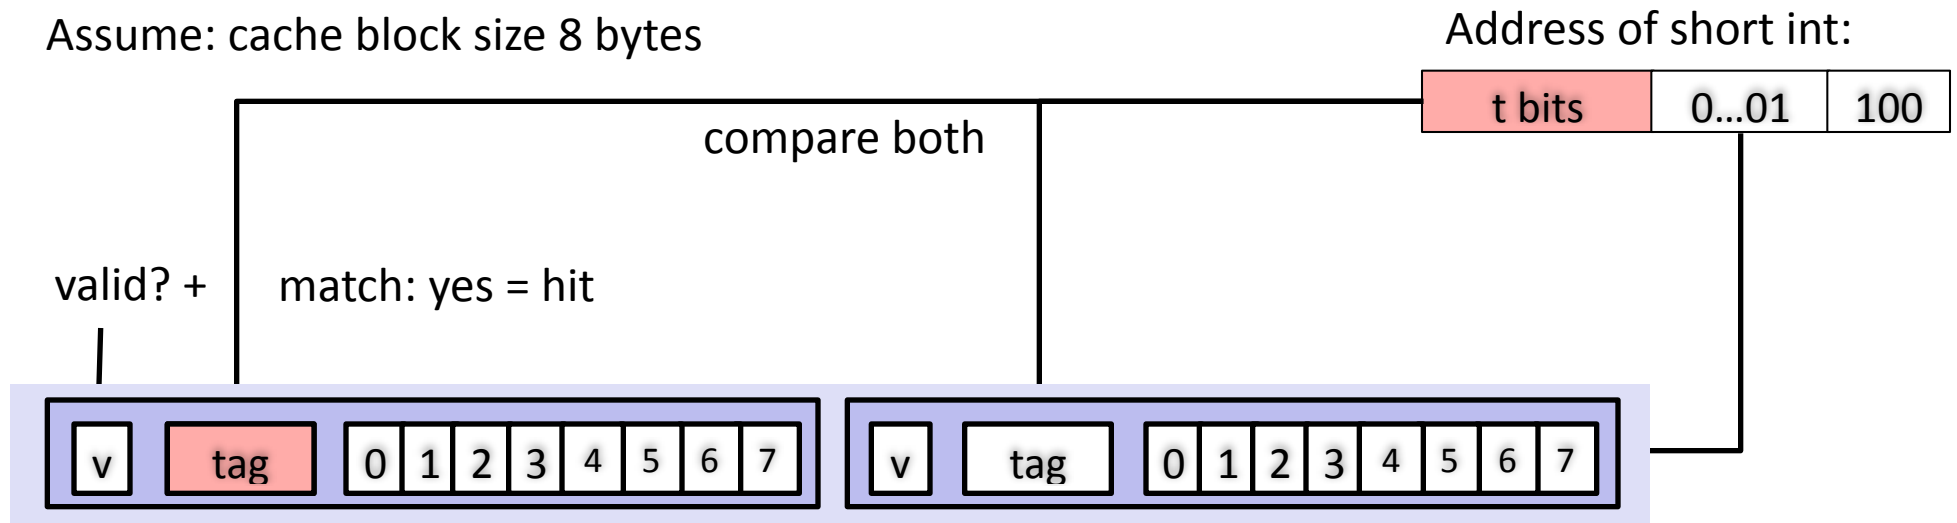 Assume: cache block size 8 bytes
Address of short int:
t bits 0...01 100
compare both
valid? + match: yes = hit
v tag 0 1 2 3 4 5 6 7 v tag 0 1 2 3 4 5 6 7